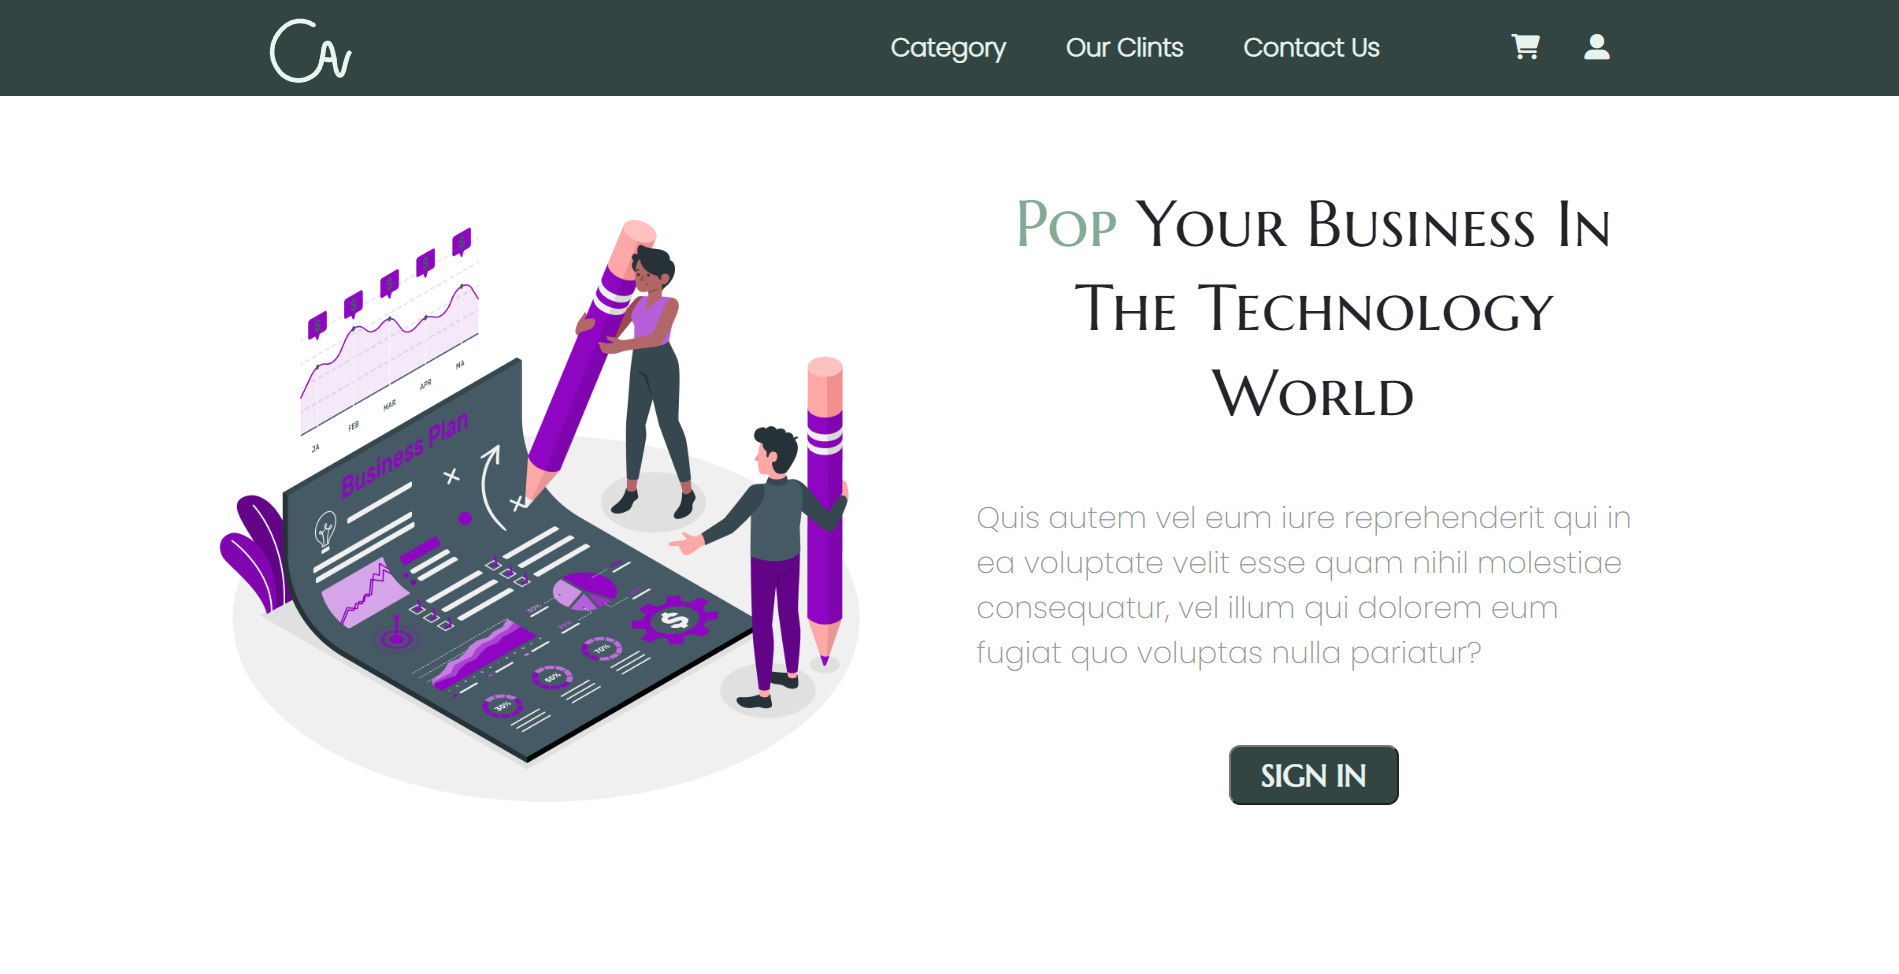 CAV
Category
Our Clints
Contact Us
Pop Your Business In
The Technology
World
Quis autem vel eum iure reprehenderit qui in
ea voluptate velit esse quam nihil molestiae
consequatur, vel illum qui dolorem eum
fugiat quo voluptas nulla pariatur?
SIGN IN
$ $ $ $ $
JA FEB MAR APR MA
Business Plan
$
70%
60%
30%